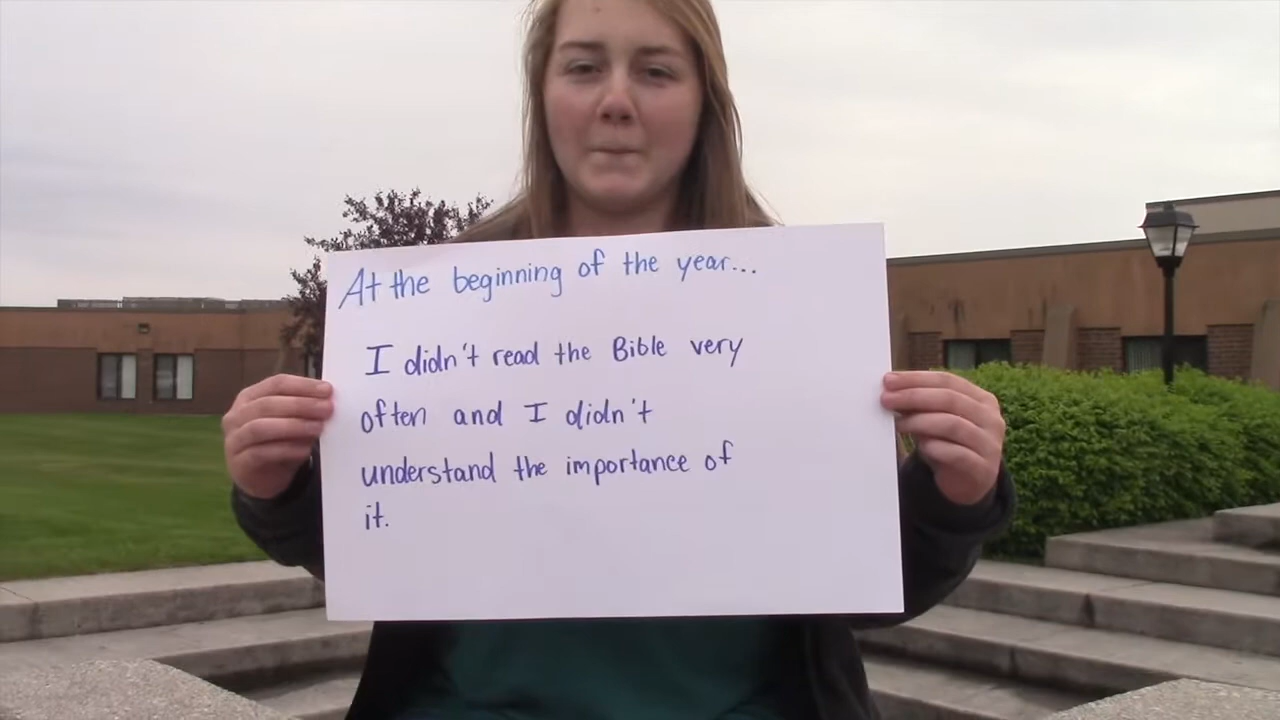 At the beginning of the year...
I didn't read the Bible very
often and I didn't
understand the importance of
it.